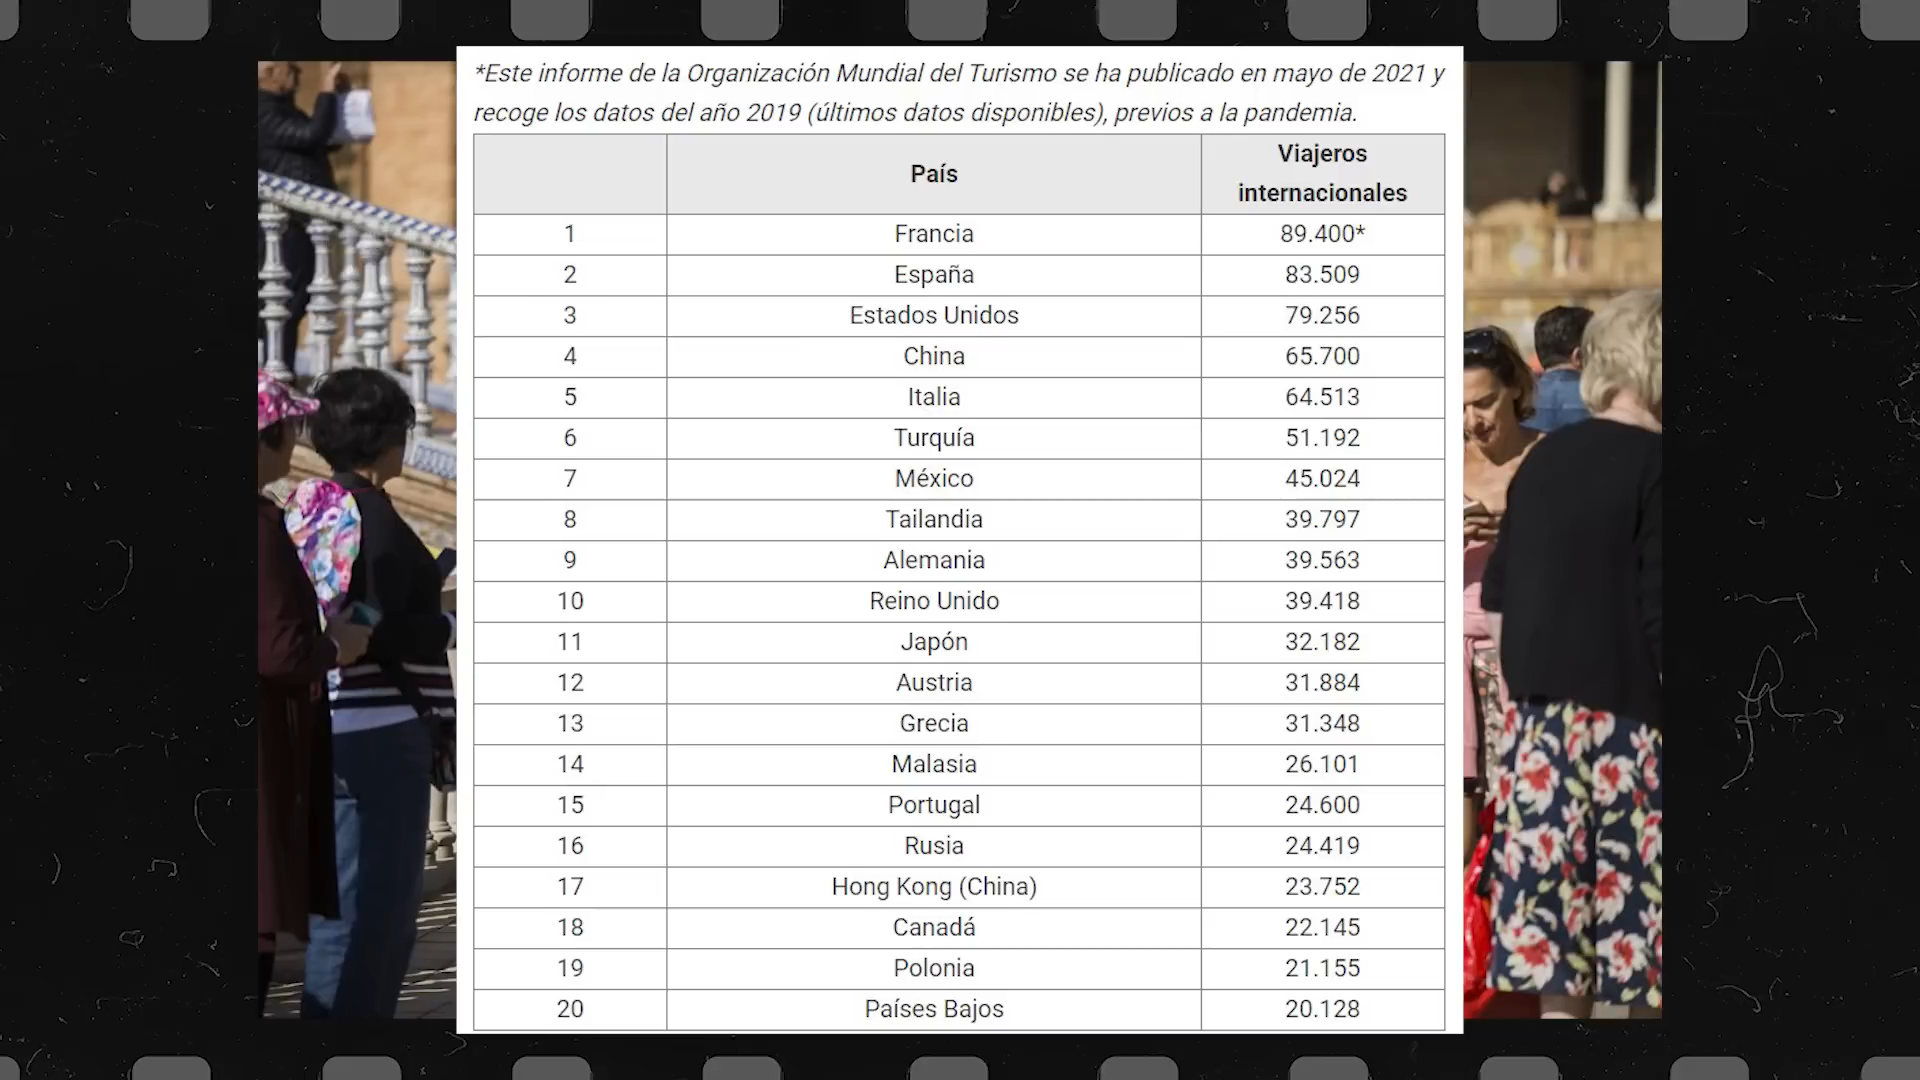 *Este informe de la Organización Mundial del Turismo se ha publicado en mayo de 2021 y
recoge los datos del año 2019 (últimos datos disponibles), previos a la pandemia.
País Viajeros internacionales
1 Francia 89.400*
2 España 83.509
3 Estados Unidos 79.256
4 China 65.700
5 Italia 64.513
6 Turquía 51.192
7 México 45.024
8 Tailandia 39.797
9 Alemania 39.563
10 Reino Unido 39.418
11 Japón 32.182
12 Austria 31.884
13 Grecia 31.348
14 Malasia 26.101
15 Portugal 24.600
16 Rusia 24.419
17 Hong Kong (China) 23.752
18 Canadá 22.145
19 Polonia 21.155
20 Países Bajos 20.128